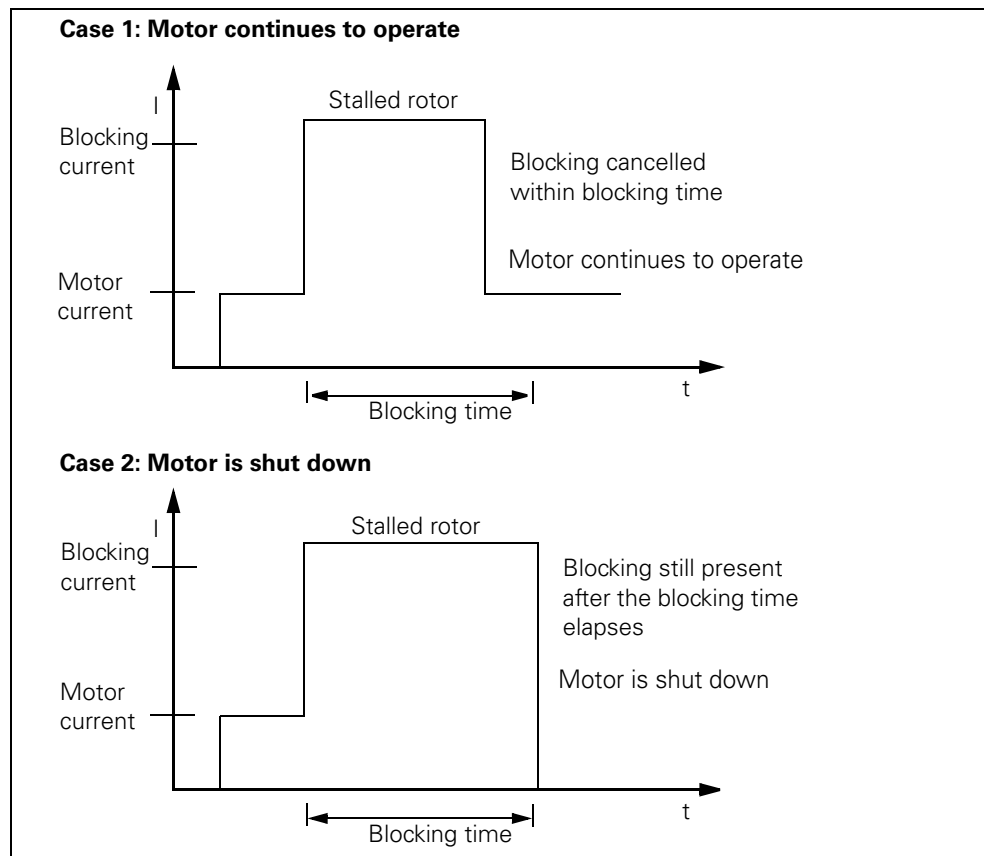 Case 1: Motor continues to operate
I
Stalled rotor
Blocking
current
Blocking cancelled
within blocking time
Motor continues to operate
Motor
current
t
Blocking time
Case 2: Motor is shut down
I
Stalled rotor
Blocking
current
Blocking still present
after the blocking time
elapses
Motor is shut down
Motor
current
t
Blocking time